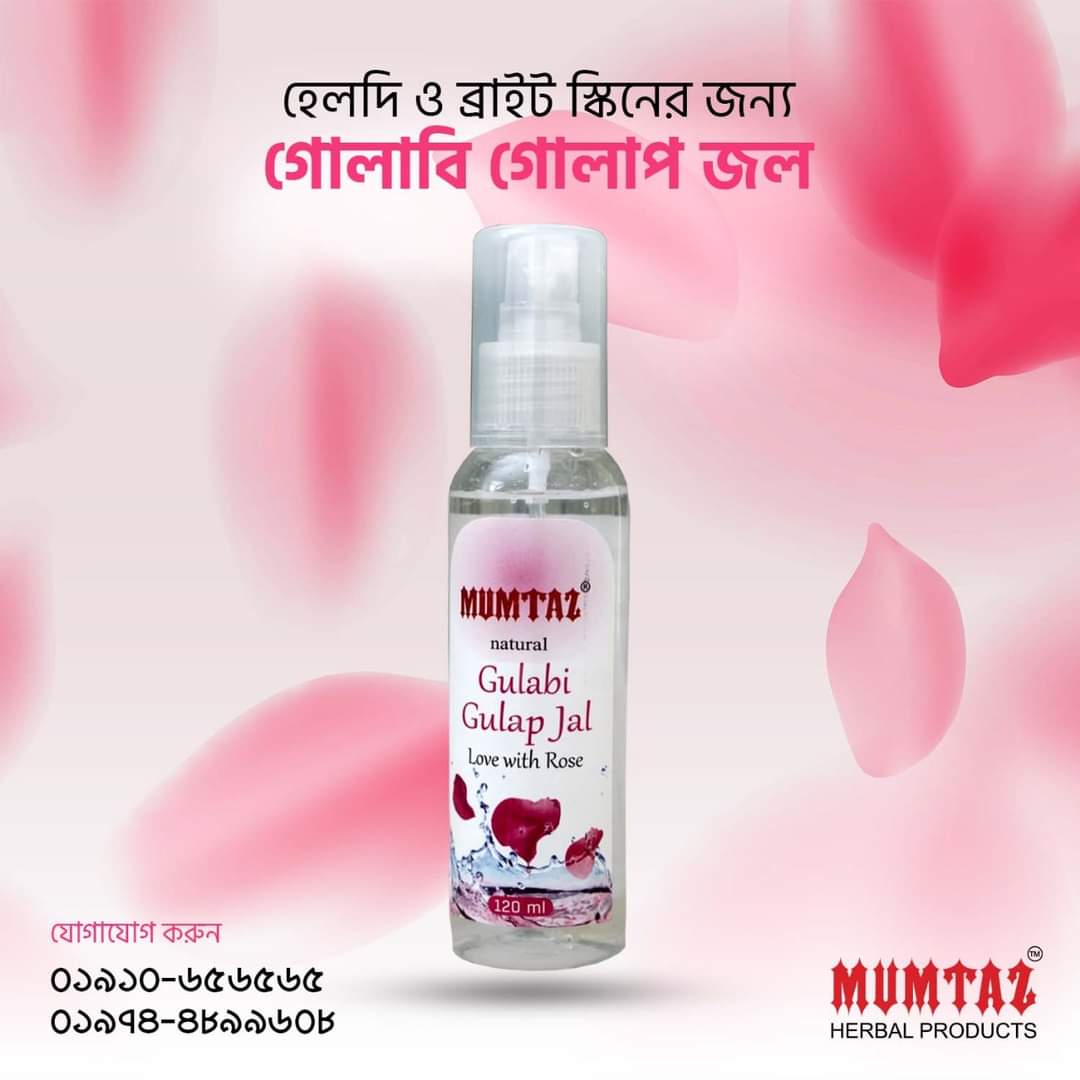 হেলদি ও ব্রাইট স্কিনের জন্য
গোলাবি গোলাপ জল
MUMTAZ®
natural
Gulabi
Gulap Jal
Love with Rose
120 ml
যোগাযোগ করুন
০১৯১০-৬৫৬৫৬৫
০১৯৭৪-৪৮৯৯৬০৮
MUMTAZ™
HERBAL PRODUCTS